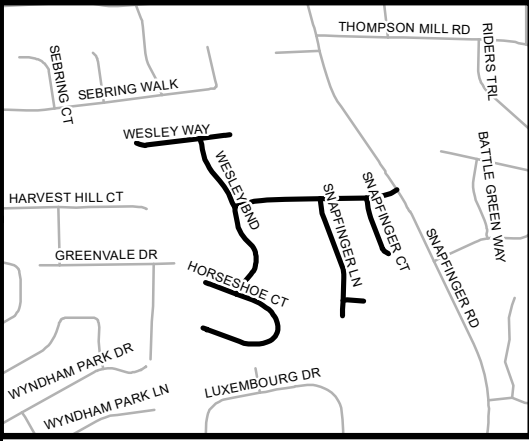 THOMPSON MILL RD
RIDERS TRL
SEBRING CT
SEBRING WALK
WESLEY WAY
WESLEY BND
BATTLE GREEN WAY
SNAPFINGER LN
SNAPFINGER CT
HARVEST HILL CT
SNAPFINGER RD
GREENVALE DR
HORSESHOE CT
WYNDHAM PARK DR
LUXEMBOURG DR
WYNDHAM PARK LN